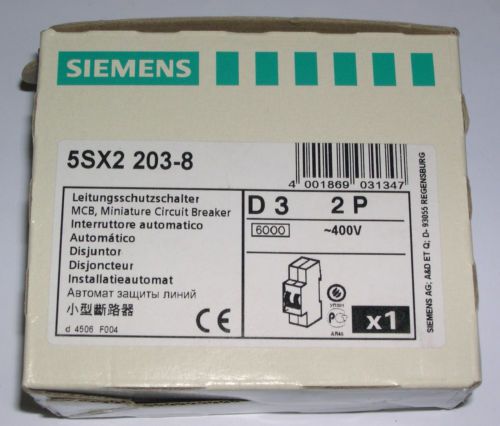 SIEMENS
5SX2 203-8
4 001869 031347
Leitungsschutzschalter
MCB, Miniature Circuit Breaker
Interruttore automatico
Automático
Disjuntor
Disjoncteur
Installatieautomat
Автомат защиты линий
小型斷路器
d 4506 F004
CE
D 3 2 P
6000 ~400V
x1
SIEMENS AG; A&D ET Q; D- 93055 REGENSBURG